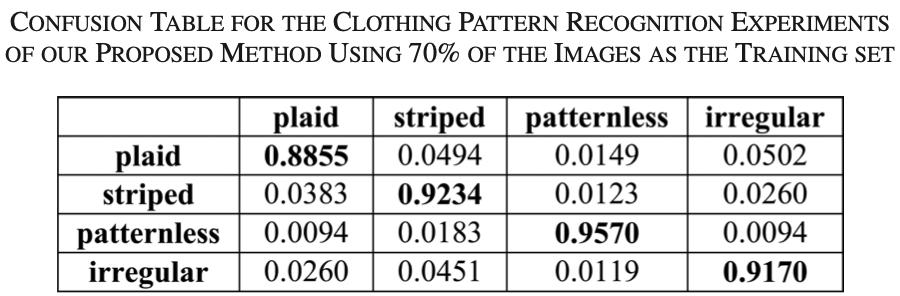 CONFUSION TABLE FOR THE CLOTHING PATTERN RECOGNITION EXPERIMENTS
OF OUR PROPOSED METHOD USING 70% OF THE IMAGES AS THE TRAINING SET
plaid striped patternless irregular
plaid 0.8855 0.0494 0.0149 0.0502
striped 0.0383 0.9234 0.0123 0.0260
patternless 0.0094 0.0183 0.9570 0.0094
irregular 0.0260 0.0451 0.0119 0.9170